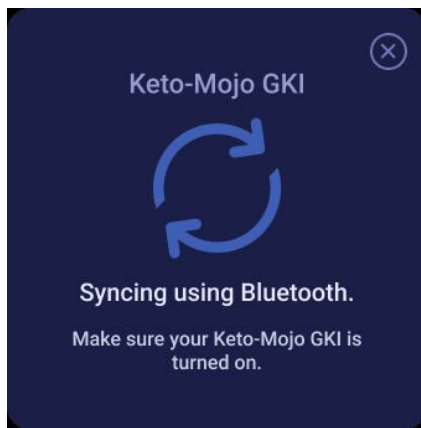 Keto-Mojo GKI
Syncing using Bluetooth.
Make sure your Keto-Mojo GKI is
turned on.